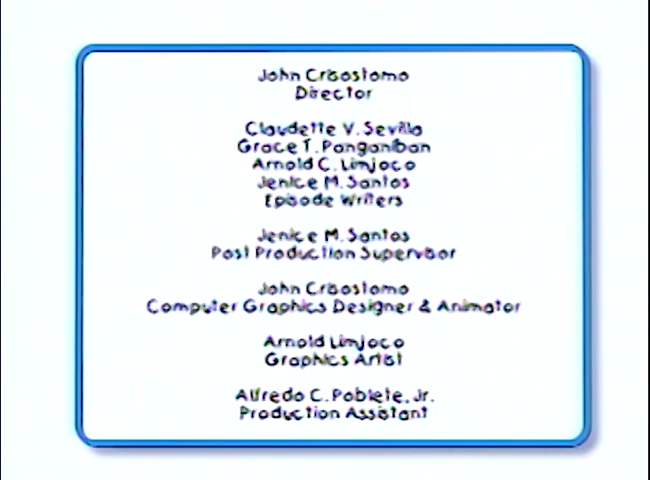 John Crisostomo
Director
Claudette V. Sevilla
Grace T. Panganiban
Arnold C. Limjoco
Jenice M. Santos
Episode Writers
Jenice M. Santos
Post Production Supervisor
John Crisostomo
Computer Graphics Designer & Animator
Arnold Limjoco
Graphics Artist
Alfredo C. Poblete, Jr.
Production Assistant